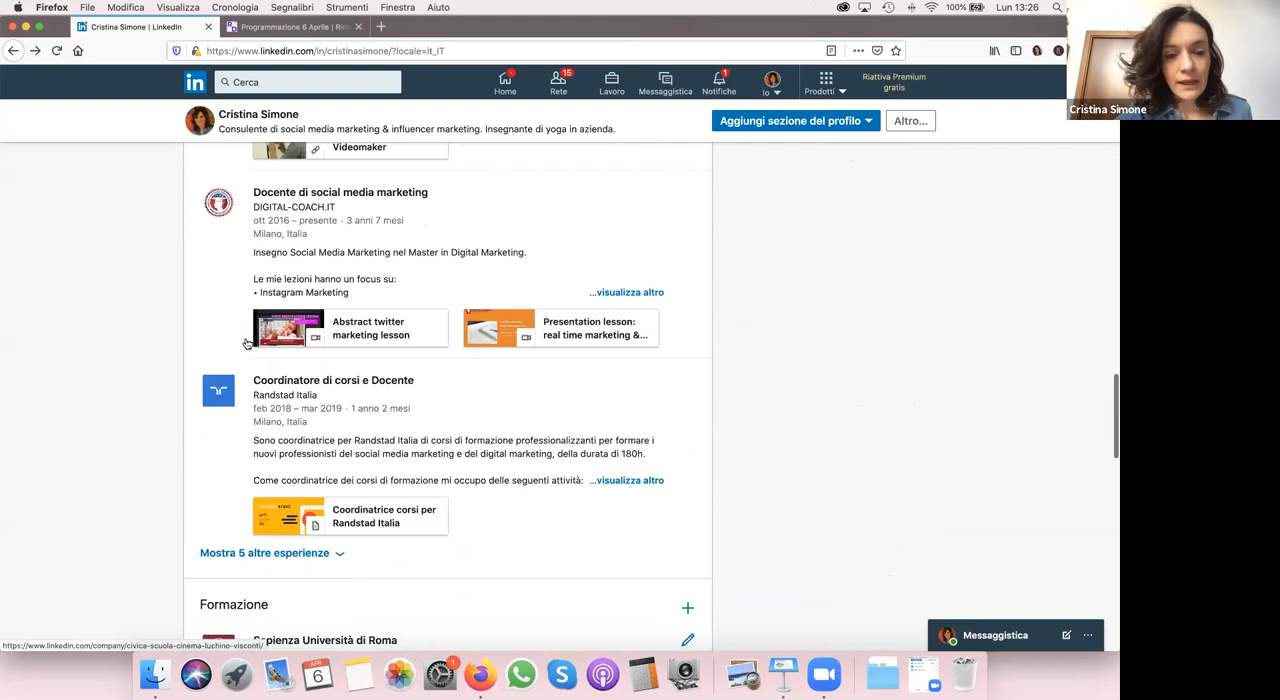 Firefox File Modifica Visualizza Cronologia Segnalibri Strumenti Finestra Aiuto 100% Lun 13:26
Cristina Simone | LinkedIn
Programmazione 6 Aprile | Rin
https://www.linkedin.com/in/cristinasimone/?locale=it_IT
in Cerca
Home
15
Rete
Lavoro
Messaggistica
1
Notifiche
Io
Prodotti
Riattiva Premium
gratis
Cristina Simone
Cristina Simone
Consulente di social media marketing & influencer marketing. Insegnante di yoga in azienda.
Aggiungi sezione del profilo
Altro...
Videomaker
Docente di social media marketing
DIGITAL-COACH.IT
ott 2016 – presente · 3 anni 7 mesi
Milano, Italia
Insegno Social Media Marketing nel Master in Digital Marketing.
Le mie lezioni hanno un focus su:
• Instagram Marketing
...visualizza altro
Abstract twitter
marketing lesson
Presentation lesson:
real time marketing &...
Coordinatore di corsi e Docente
Randstad Italia
feb 2018 – mar 2019 · 1 anno 2 mesi
Milano, Italia
Sono coordinatrice per Randstad Italia di corsi di formazione professionalizzanti per formare i
nuovi professionisti del social media marketing e del digital marketing, della durata di 180h.
Come coordinatrice dei corsi di formazione mi occupo delle seguenti attività: ...visualizza altro
Coordinatrice corsi per
Randstad Italia
Mostra 5 altre esperienze
Formazione
Sapienza Università di Roma
https://www.linkedin.com/company/civica-scuola-cinema-luchino-visconti/
Messaggistica
APR
6
1